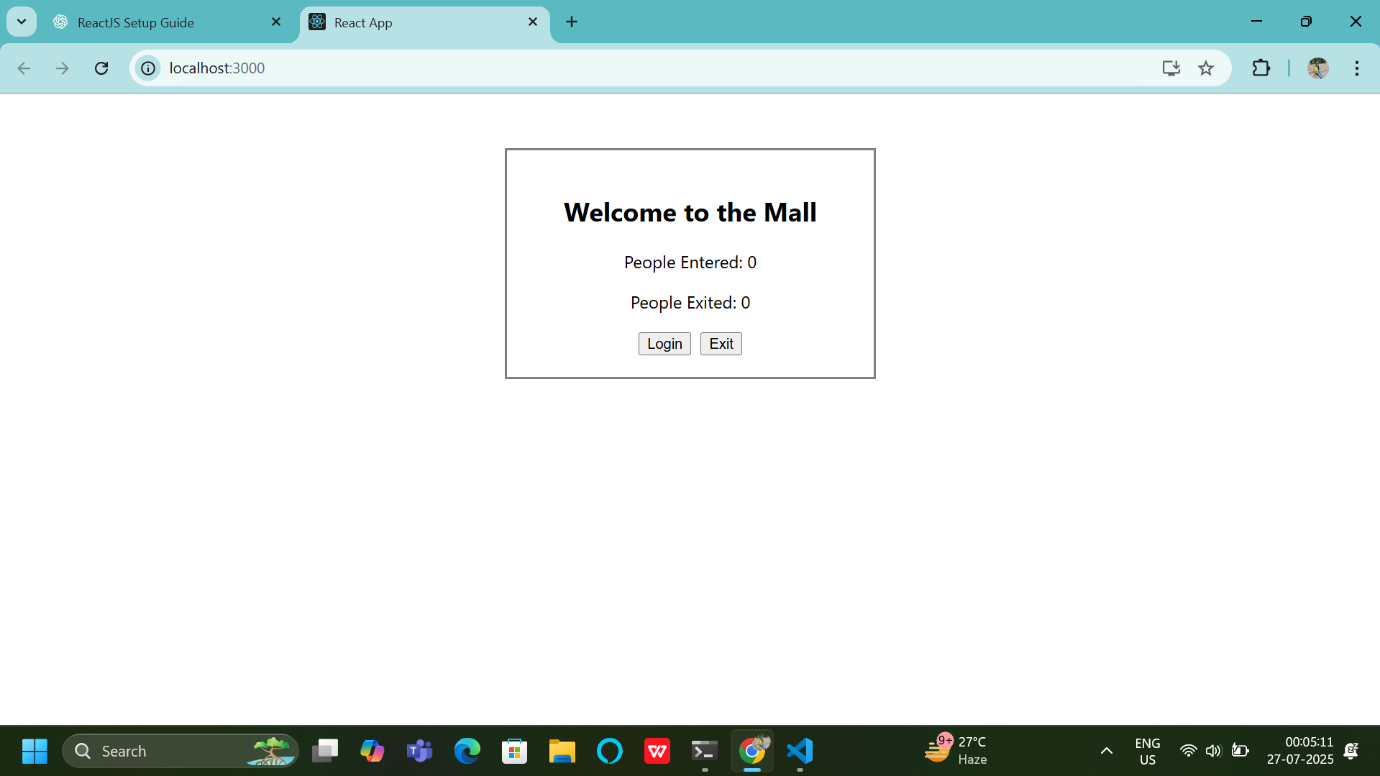 ReactJS Setup Guide
React App
localhost:3000
Welcome to the Mall
People Entered: 0
People Exited: 0
Login Exit
Search
9+
27°C
Haze
ENG
US
00:05:11
27-07-2025